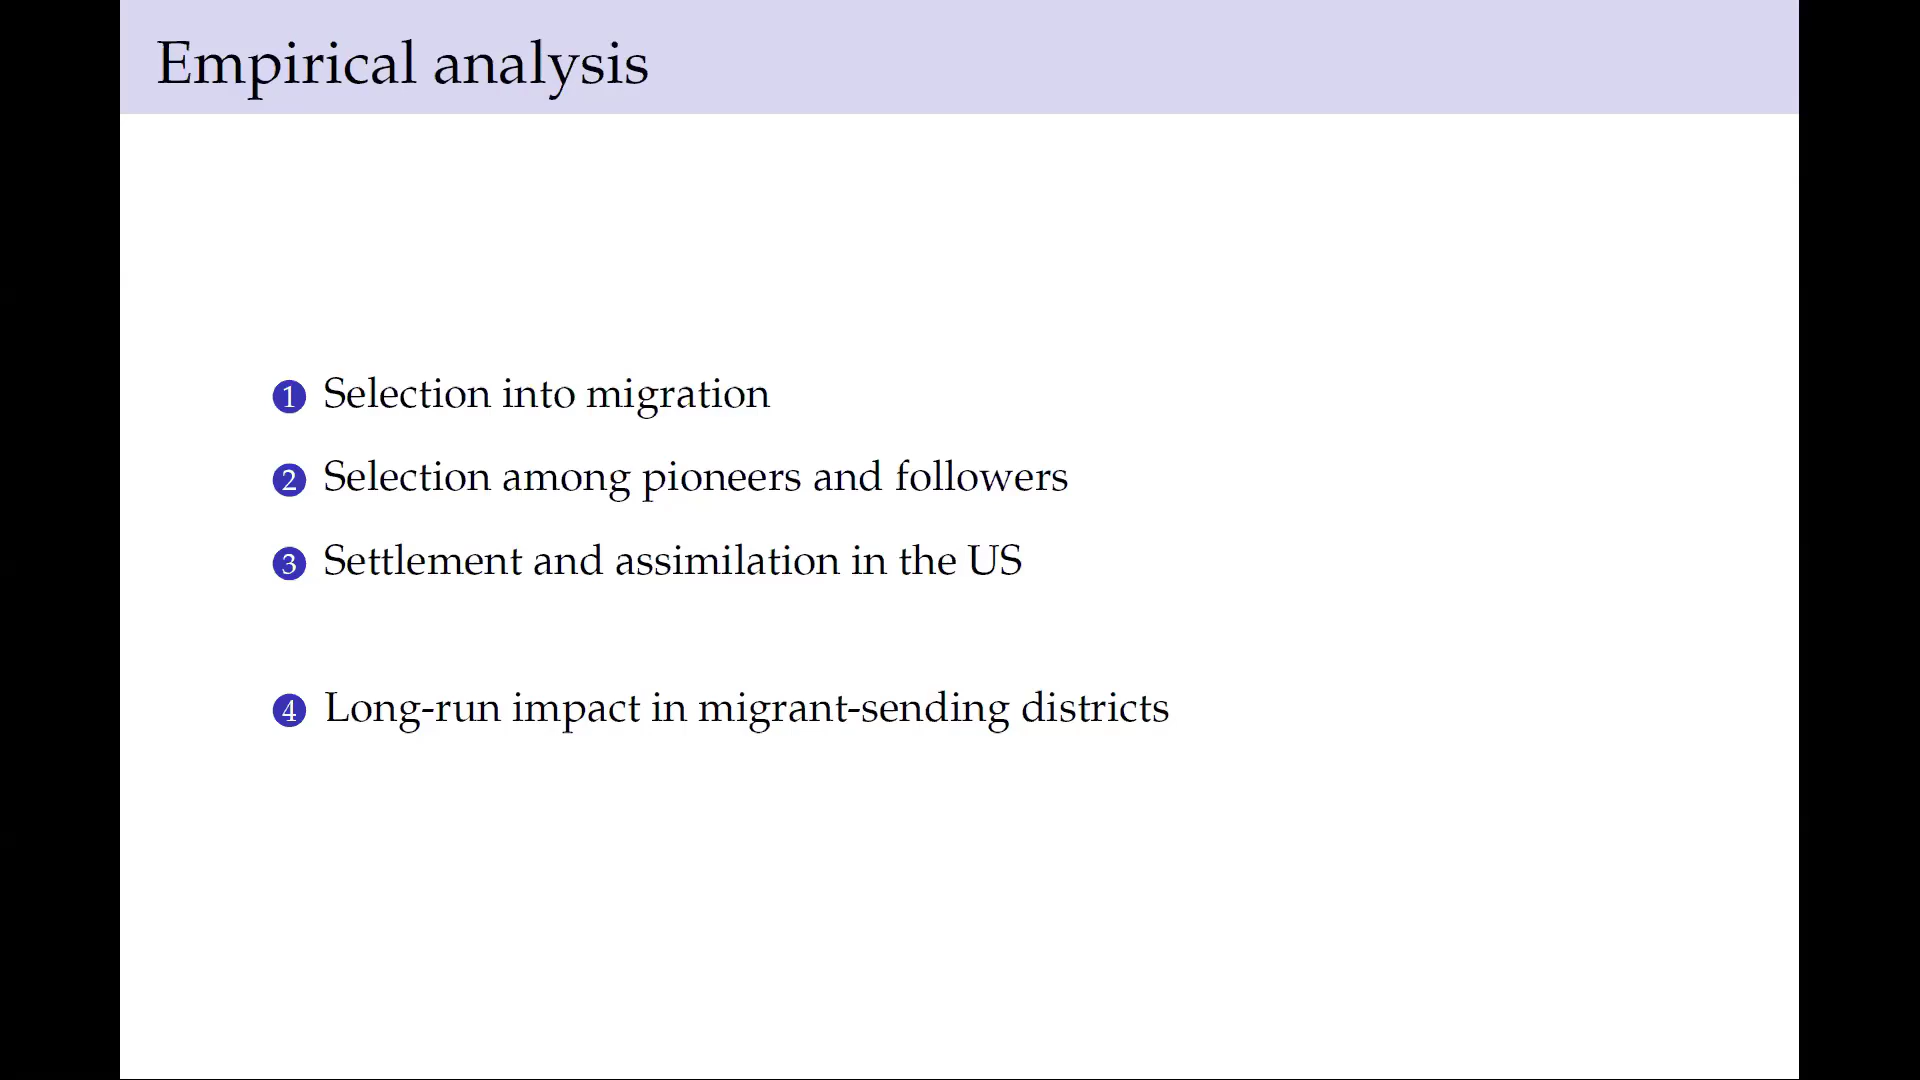 Empirical analysis
1 Selection into migration
2 Selection among pioneers and followers
3 Settlement and assimilation in the US
4 Long-run impact in migrant-sending districts